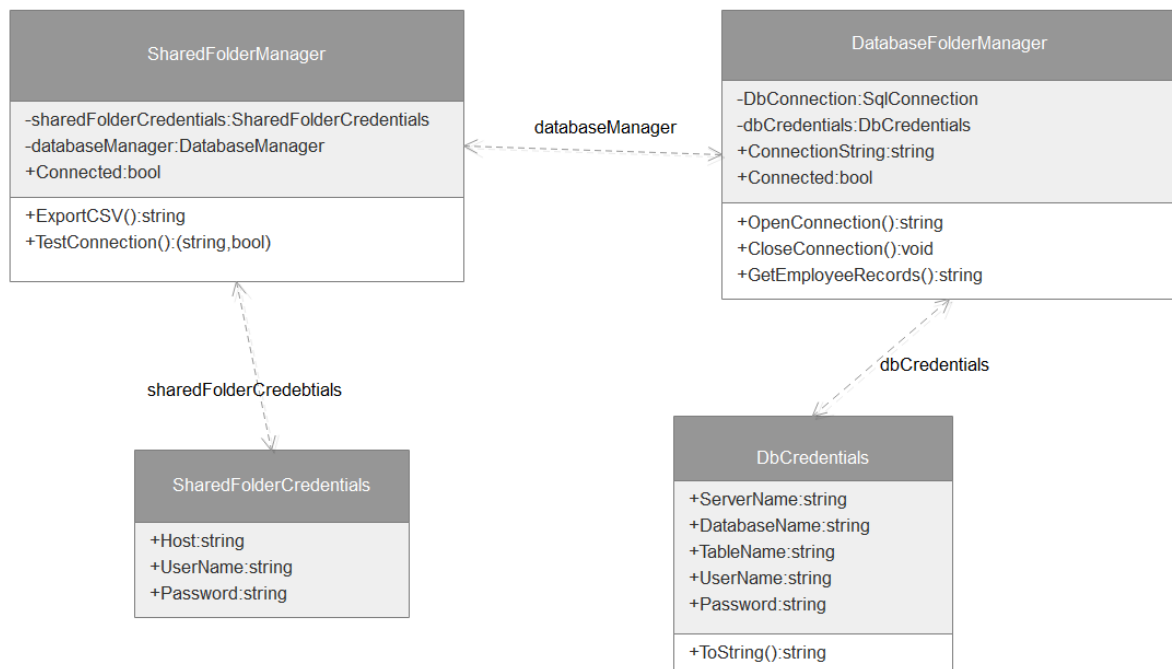 SharedFolderManager
-sharedFolderCredentials:SharedFolderCredentials
-databaseManager:DatabaseManager
+Connected:bool
+ExportCSV():string
+TestConnection():(string,bool)
databaseManager
DatabaseFolderManager
-DbConnection:SqlConnection
-dbCredentials:DbCredentials
+ConnectionString:string
+Connected:bool
+OpenConnection():string
+CloseConnection():void
+GetEmployeeRecords():string
sharedFolderCredebtials
dbCredentials
SharedFolderCredentials
+Host:string
+UserName:string
+Password:string
DbCredentials
+ServerName:string
+DatabaseName:string
+TableName:string
+UserName:string
+Password:string
+ToString():string